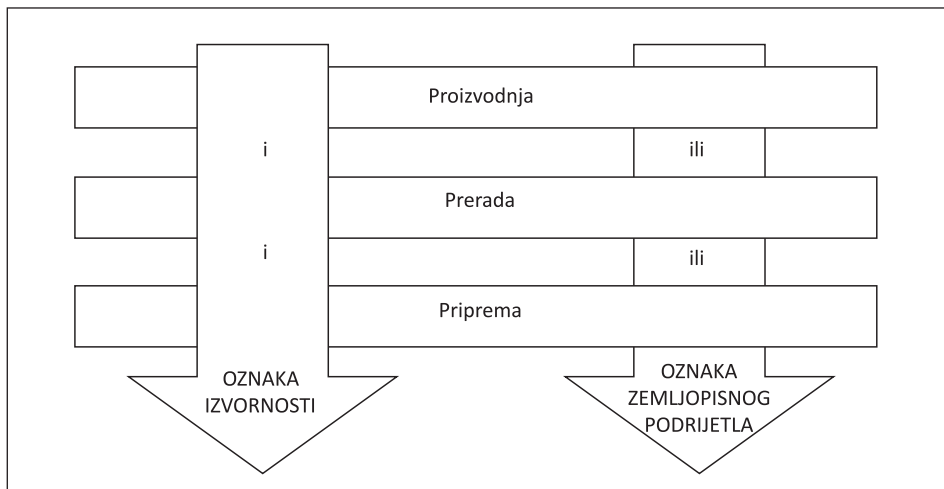 Proizvodnja
i
ili
Prerada
i
ili
Priprema
OZNAKA
IZVORNOSTI
OZNAKA
ZEMLJOPISNOG
PODRIJETLA